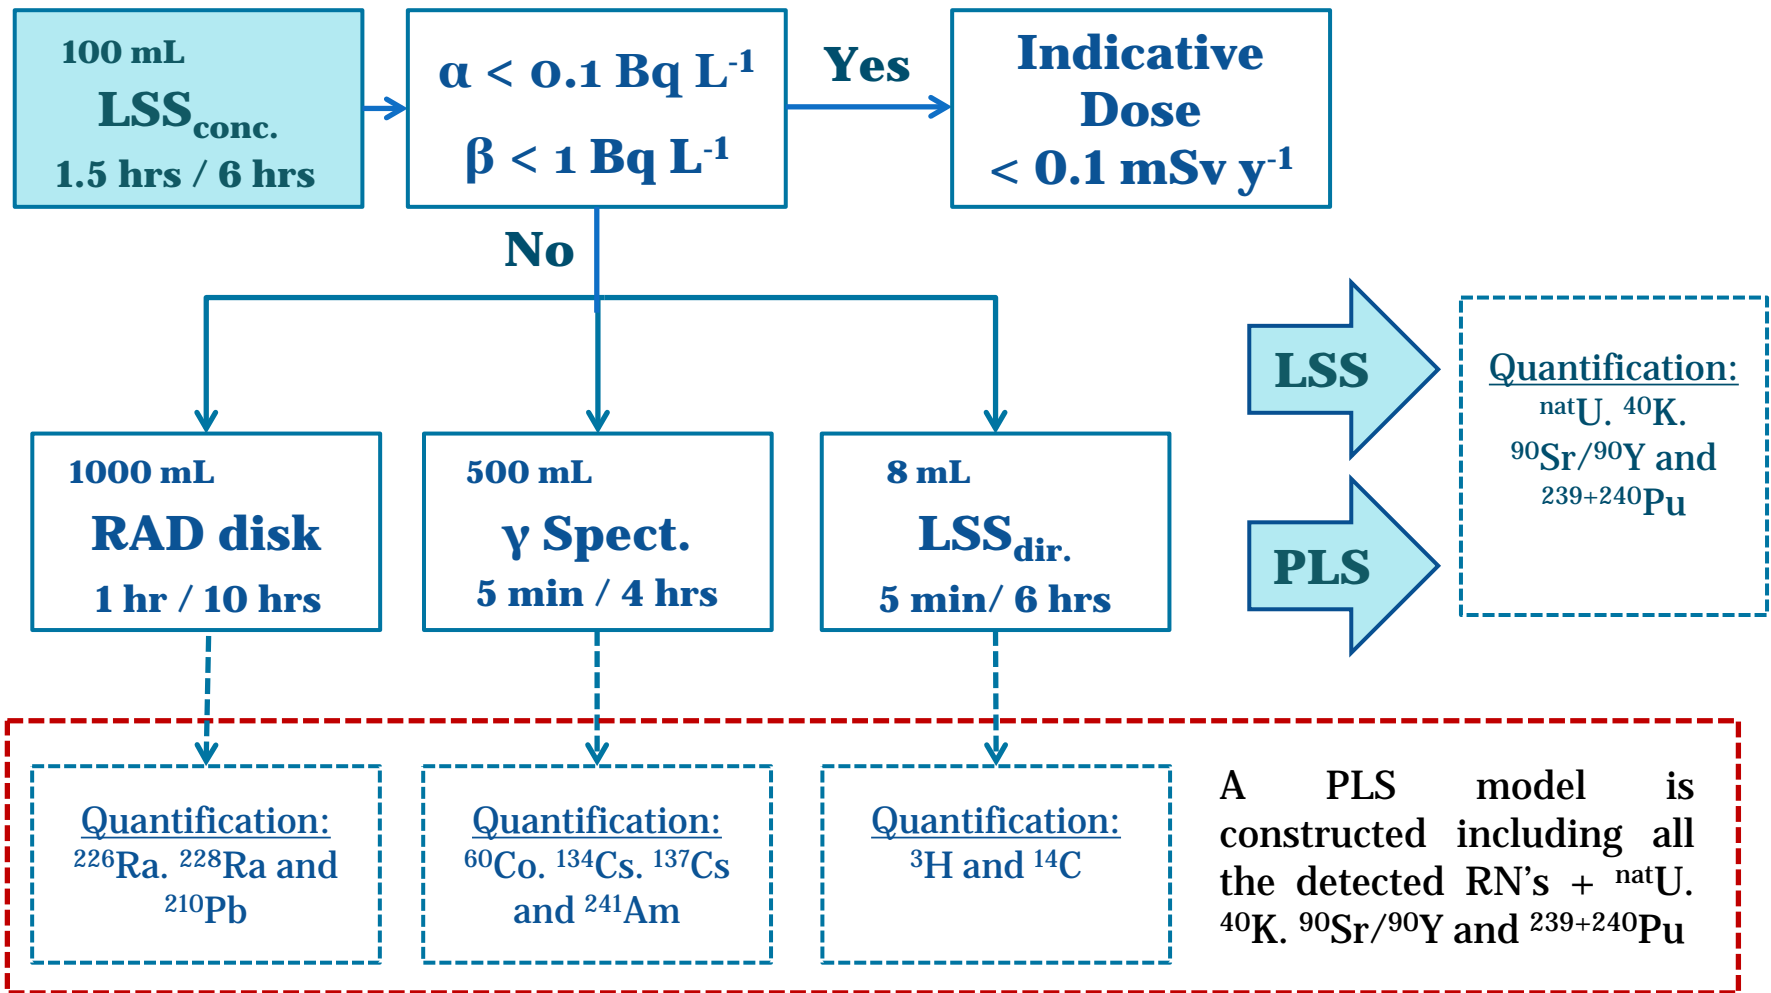 100 mL
LSS conc.
1.5 hrs / 6 hrs
α < 0.1 Bq L⁻¹
β < 1 Bq L⁻¹
Yes
Indicative
Dose
< 0.1 mSv y⁻¹
No
1000 mL
RAD disk
1 hr / 10 hrs
500 mL
γ Spect.
5 min / 4 hrs
8 mL
LSS dir.
5 min/ 6 hrs
LSS
PLS
Quantification:
ⁿᵃᵗU. ⁴⁰K.
⁹⁰Sr/⁹⁰Y and
²³⁹⁺²⁴⁰Pu
Quantification:
²²⁶Ra. ²²⁸Ra and
²¹⁰Pb
Quantification:
⁶⁰Co. ¹³⁴Cs. ¹³⁷Cs
and ²⁴¹Am
Quantification:
³H and ¹⁴C
A PLS model is
constructed including all
the detected RN’s + ⁿᵃᵗU.
⁴⁰K. ⁹⁰Sr/⁹⁰Y and ²³⁹⁺²⁴⁰Pu